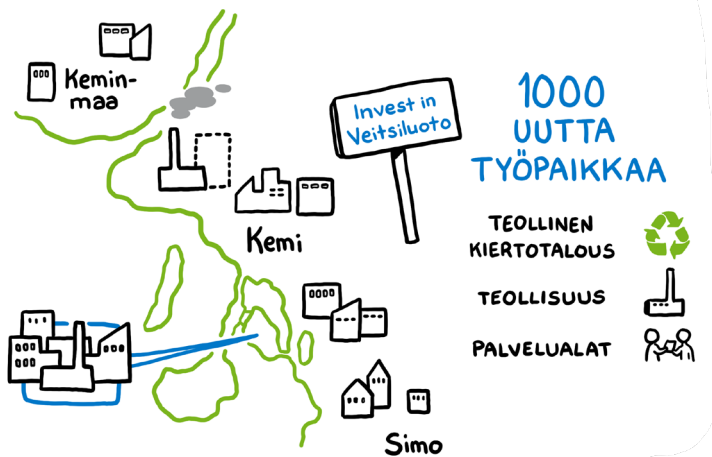 Kemin-
maa
Invest in
Veitsiluoto
1000
UUTTA
TYÖPAIKKAA
TEOLLINEN
KIERTOTALOUS
Kemi
TEOLLISUUS
PALVELUALAT
Simo